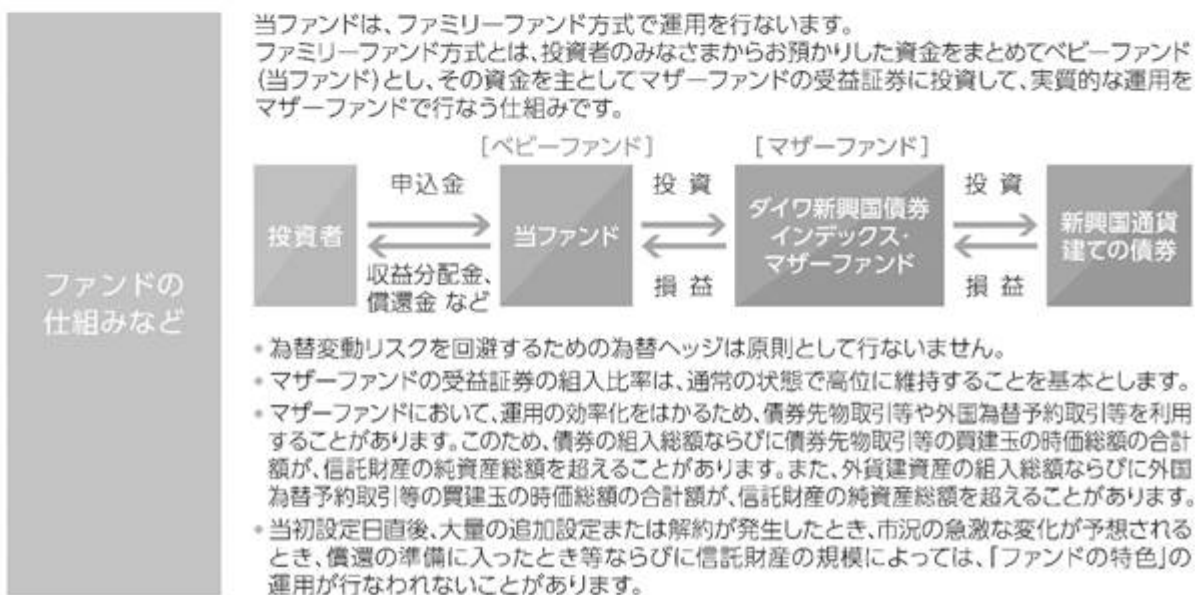 当ファンドは、ファミリーファンド方式で運用を行ないます。
ファミリーファンド方式とは、投資者のみなさまからお預かりした資金をまとめてベビーファンド
(当ファンド)とし、その資金を主としてマザーファンドの受益証券に投資して、実質的な運用を
マザーファンドで行なう仕組みです。
[ベビーファンド]
[マザーファンド]
申込金
投資
投資
投資者
当ファンド
ダイワ新興国債券
インデックス・
マザーファンド
新興国通貨
建ての債券
収益分配金、
償還金 など
損益
損益
ファンドの
仕組みなど
• 為替変動リスクを回避するための為替ヘッジは原則として行ないません。
• マザーファンドの受益証券の組入比率は、通常の状態で高位に維持することを基本とします。
• マザーファンドにおいて、運用の効率化をはかるため、債券先物取引等や外国為替予約取引等を利用
することがあります。このため、債券の組入総額ならびに債券先物取引等の買建玉の時価総額の合計
額が、信託財産の純資産総額を超えることがあります。また、外貨建資産の組入総額ならびに外国
為替予約取引等の買建玉の時価総額の合計額が、信託財産の純資産総額を超えることがあります。
• 当初設定日直後、大量の追加設定または解約が発生したとき、市況の急激な変化が予想される
とき、償還の準備に入ったとき等ならびに信託財産の規模によっては、「ファンドの特色」の
運用が行なわれないことがあります。